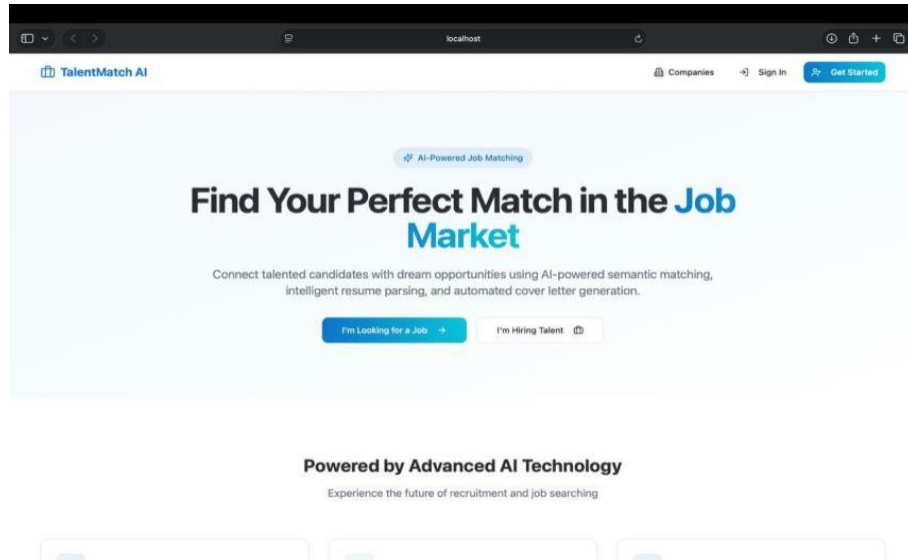 localhost
TalentMatch AI
Companies
Sign In
Get Started
AI-Powered Job Matching
Find Your Perfect Match in the Job
Market
Connect talented candidates with dream opportunities using AI-powered semantic matching,
intelligent resume parsing, and automated cover letter generation.
I'm Looking for a Job
I'm Hiring Talent
Powered by Advanced AI Technology
Experience the future of recruitment and job searching